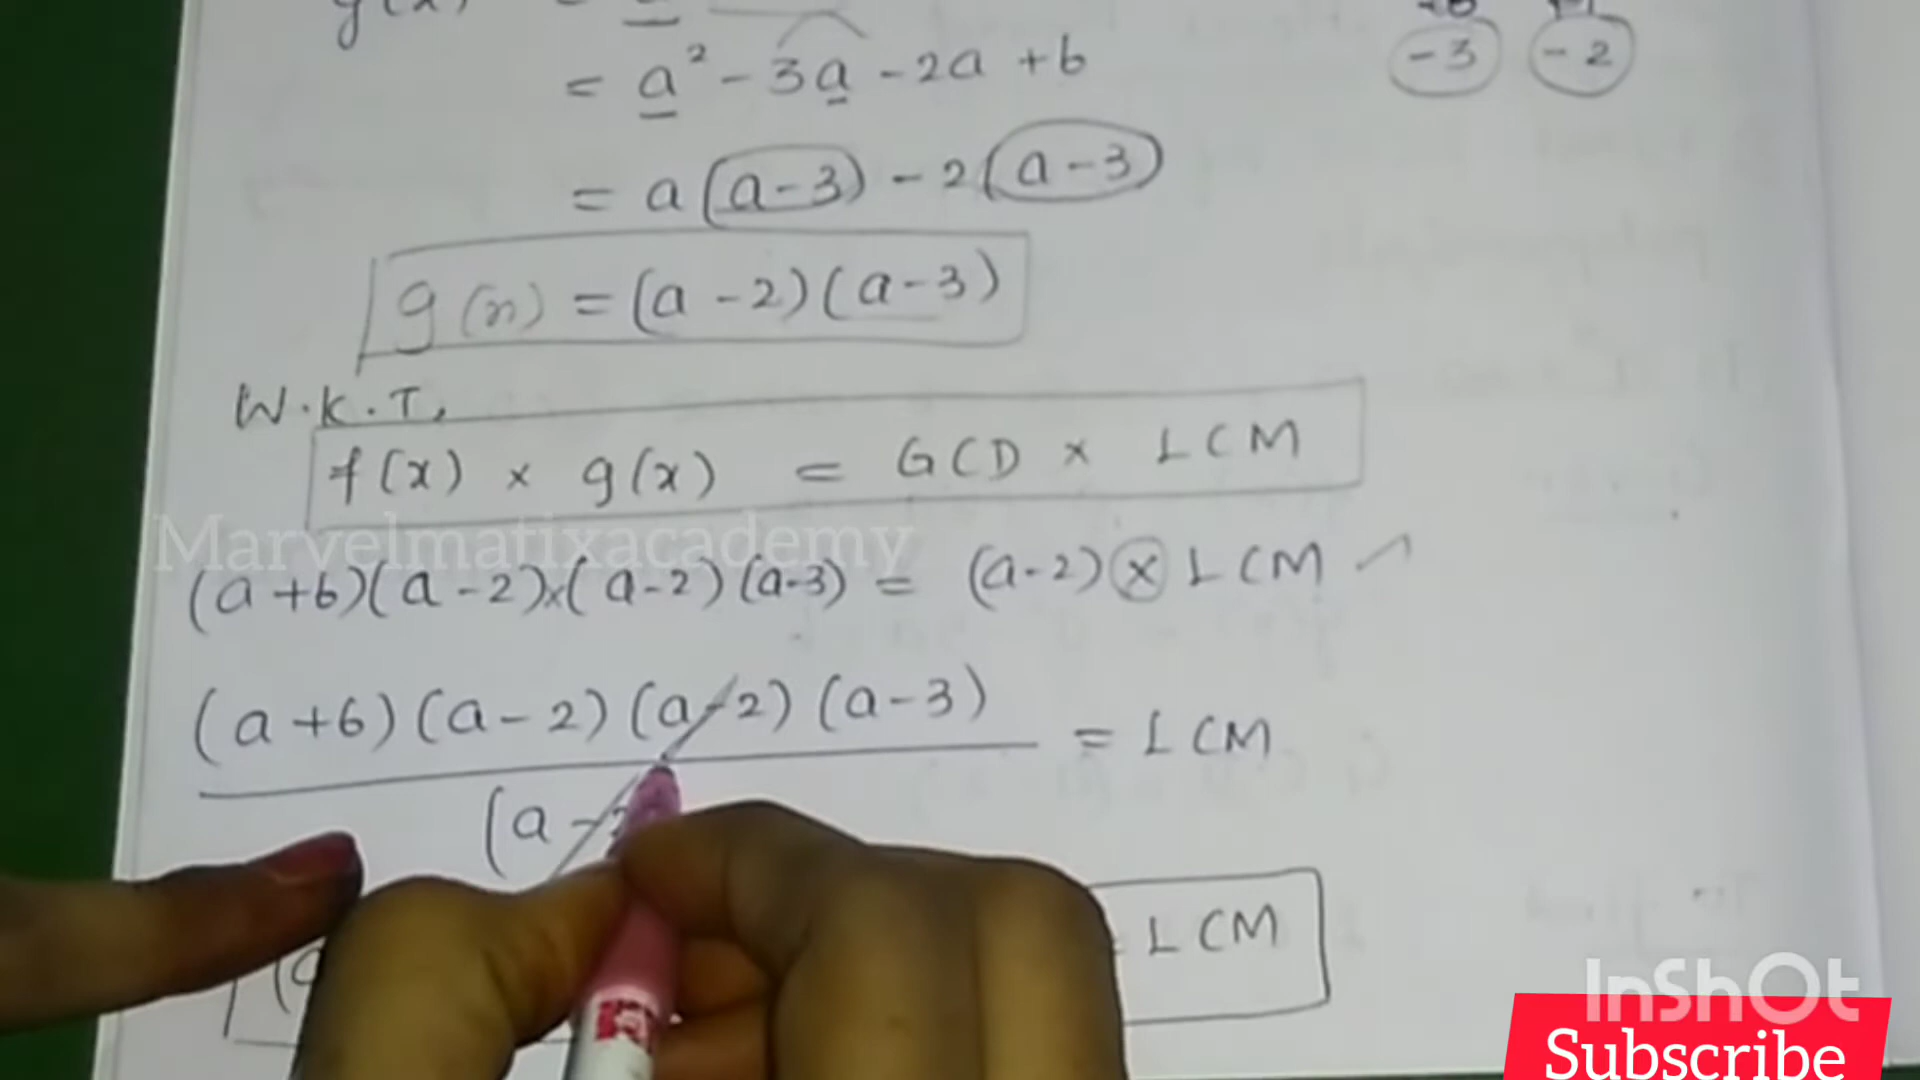 g(x) =
= a² - 3a - 2a + 6
-3 -2
= a(a-3) - 2(a-3)
g(x) = (a-2)(a-3)
W.K.T,
f(x) × g(x) = GCD × LCM
Marvelmatixacademy
(a+6)(a-2)×(a-2)(a-3) = (a-2) × LCM
(a+6)(a-2)(a-2)(a-3) = LCM
(a-2
LCM
InShOt
Subscribe